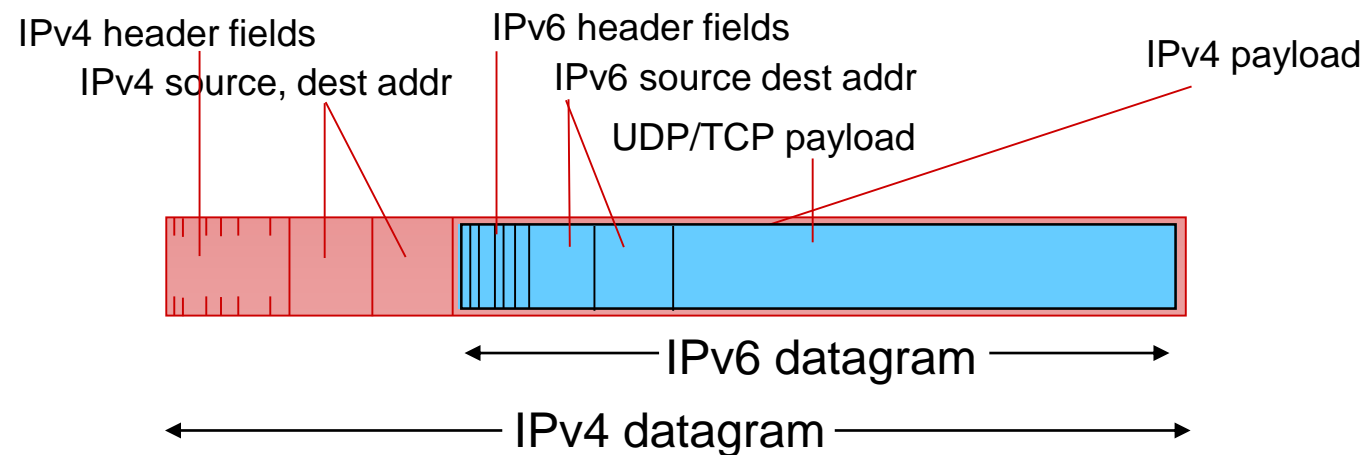 IPv4 header fields
IPv6 header fields
IPv4 payload
IPv4 source, dest addr
IPv6 source dest addr
UDP/TCP payload
IPv6 datagram
IPv4 datagram